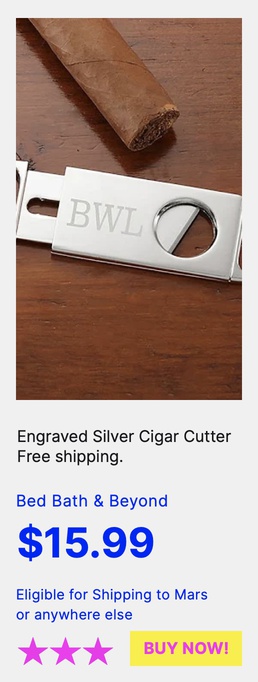 BWL
Engraved Silver Cigar Cutter
Free shipping.
Bed Bath & Beyond
$15.99
Eligible for Shipping to Mars
or anywhere else
BUY NOW!